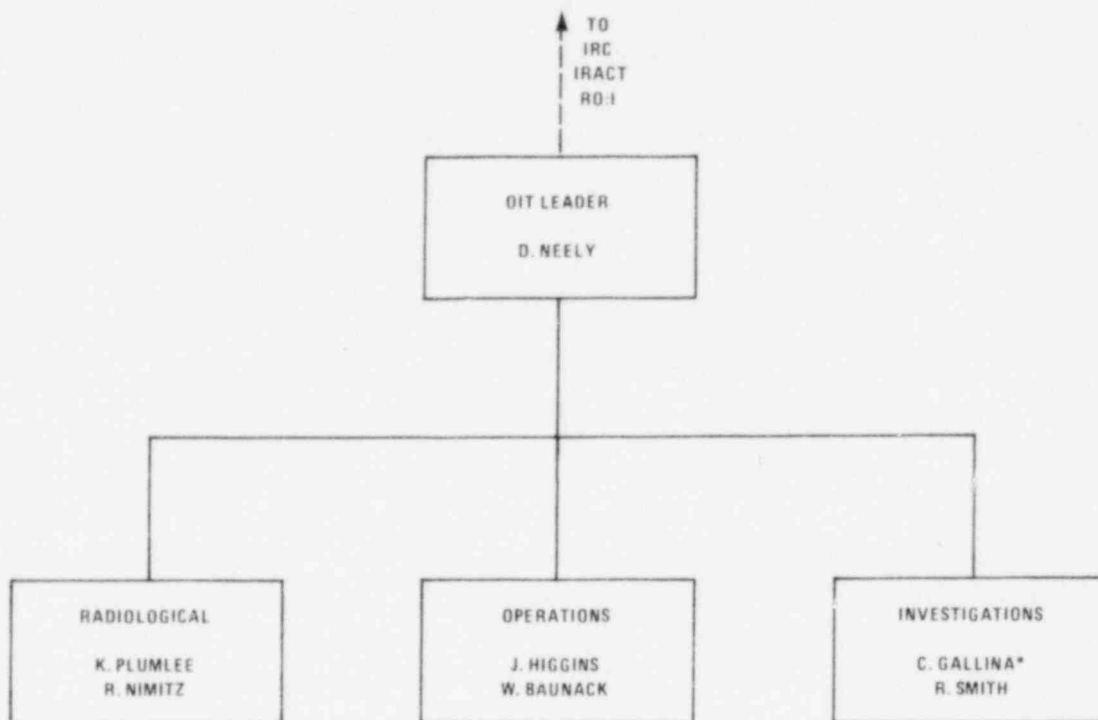 TO
IRC
IRACT
RO:I
OIT LEADER
D. NEELY
RADIOLOGICAL
K. PLUMLEE
R. NIMITZ
OPERATIONS
J. HIGGINS
W. BAUNACK
INVESTIGATIONS
C. GALLINA*
R. SMITH